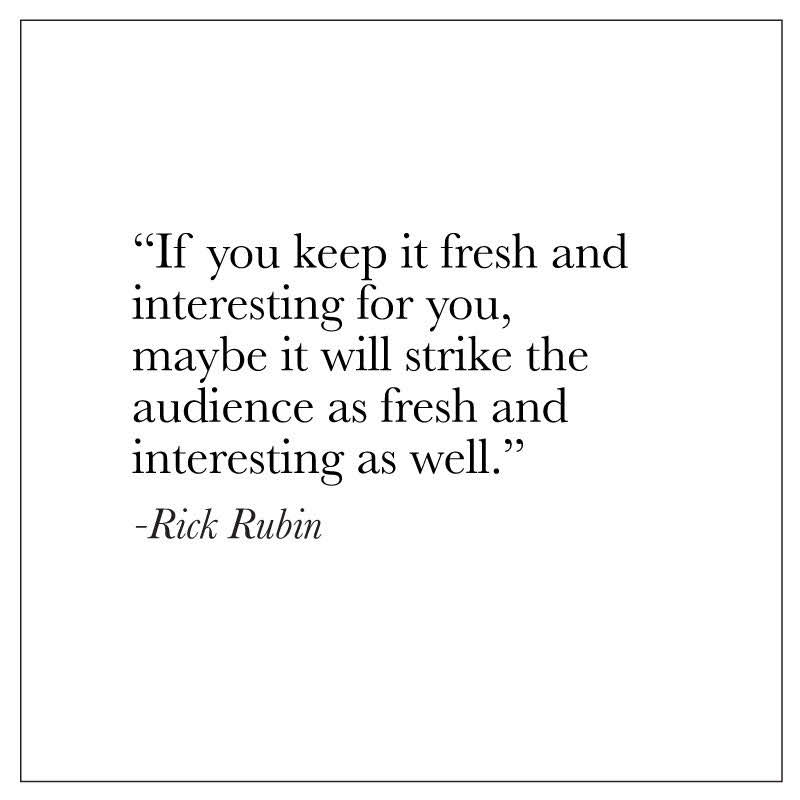 “If you keep it fresh and
interesting for you,
maybe it will strike the
audience as fresh and
interesting as well.”
-Rick Rubin